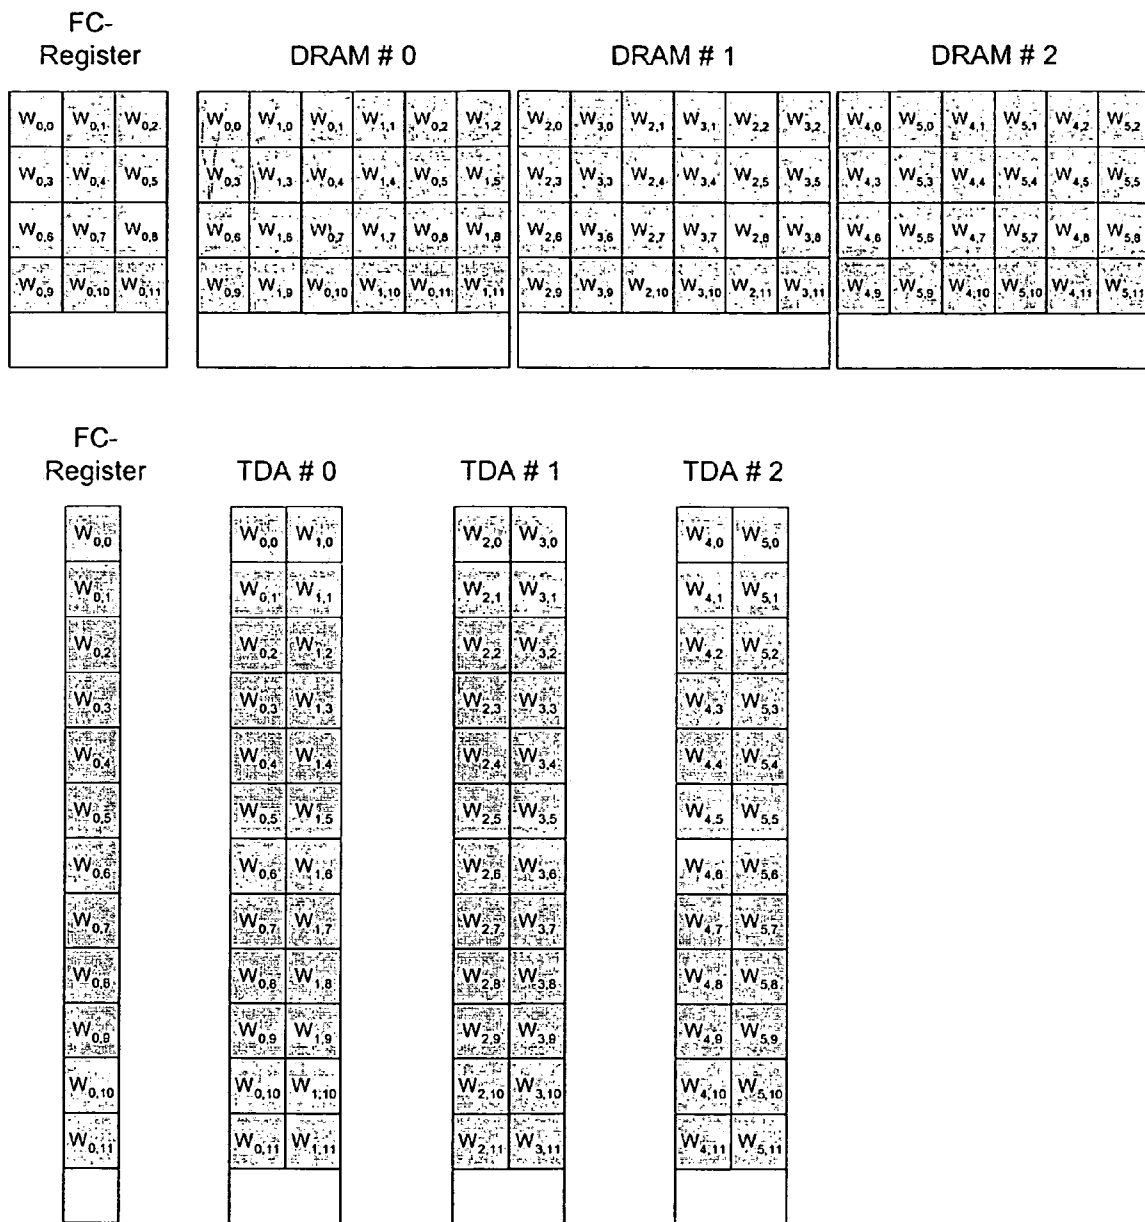 FC-
Register DRAM # 0 DRAM # 1 DRAM # 2
W0,0 W0,1 W0,2 W0,0 W1,0 W0,1 W1,1 W0,2 W1,2 W2,0 W3,0 W2,1 W3,1 W2,2 W3,2 W4,0 W5,0 W4,1 W5,1 W4,2 W5,2
W0,3 W0,4 W0,5 W0,3 W1,3 W0,4 W1,4 W0,5 W1,5 W2,3 W3,3 W2,4 W3,4 W2,5 W3,5 W4,3 W5,3 W4,4 W5,4 W4,5 W5,5
W0,6 W0,7 W0,8 W0,6 W1,6 W0,7 W1,7 W0,8 W1,8 W2,6 W3,6 W2,7 W3,7 W2,8 W3,8 W4,6 W5,6 W4,7 W5,7 W4,8 W5,8
W0,9 W0,10 W0,11 W0,9 W1,9 W0,10 W1,10 W0,11 W1,11 W2,9 W3,9 W2,10 W3,10 W2,11 W3,11 W4,9 W5,9 W4,10 W5,10 W4,11 W5,11
FC-
Register TDA # 0 TDA # 1 TDA # 2
W0,0 W0,0 W1,0 W2,0 W3,0 W4,0 W5,0
W0,1 W0,1 W1,1 W2,1 W3,1 W4,1 W5,1
W0,2 W0,2 W1,2 W2,2 W3,2 W4,2 W5,2
W0,3 W0,3 W1,3 W2,3 W3,3 W4,3 W5,3
W0,4 W0,4 W1,4 W2,4 W3,4 W4,4 W5,4
W0,5 W0,5 W1,5 W2,5 W3,5 W4,5 W5,5
W0,6 W0,6 W1,6 W2,6 W3,6 W4,6 W5,6
W0,7 W0,7 W1,7 W2,7 W3,7 W4,7 W5,7
W0,8 W0,8 W1,8 W2,8 W3,8 W4,8 W5,8
W0,9 W0,9 W1,9 W2,9 W3,9 W4,9 W5,9
W0,10 W0,10 W1,10 W2,10 W3,10 W4,10 W5,10
W0,11 W0,11 W1,11 W2,11 W3,11 W4,11 W5,11